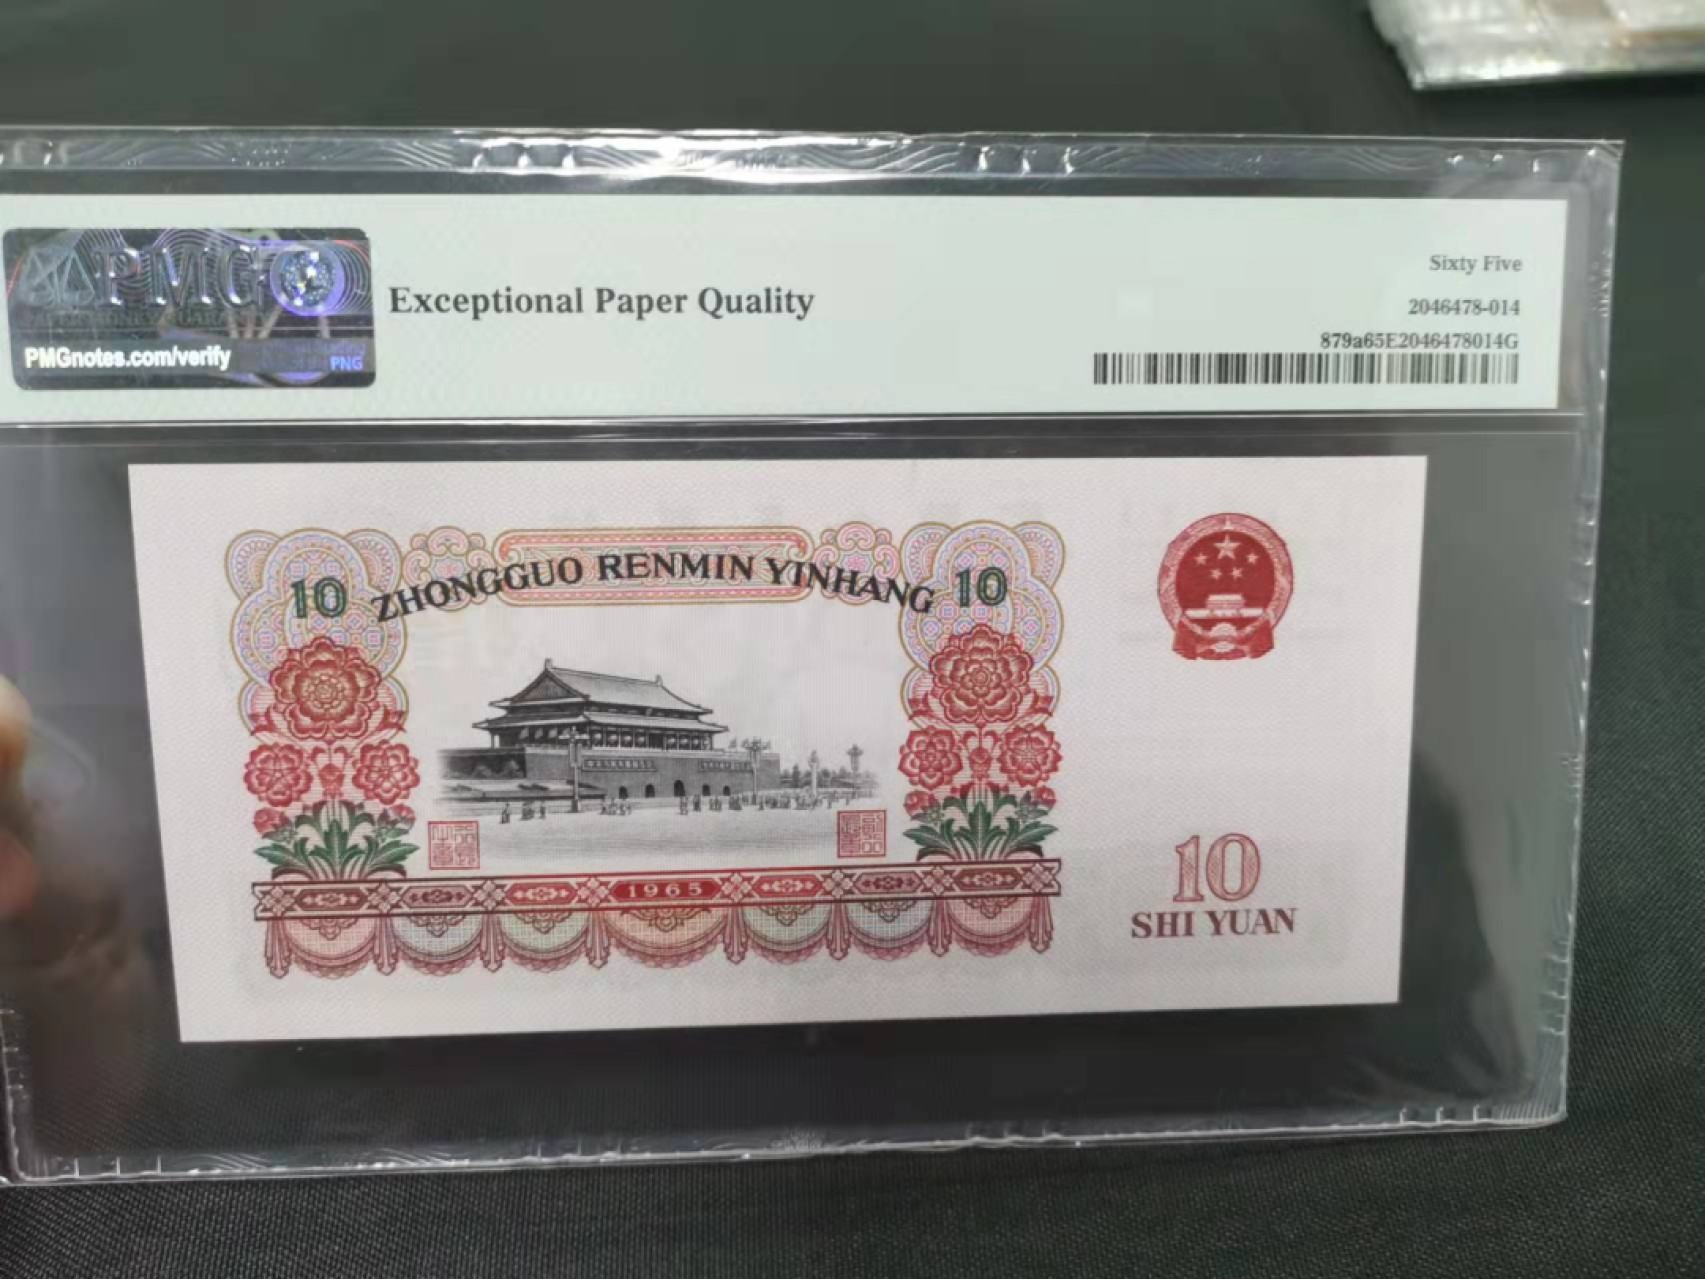 PMG
PMGnotes.com/verify
PNG
Exceptional Paper Quality
Sixty Five
2046478-014
879a65E2046478014G
10 ZHONGGUO RENMIN YINHANG 10
1965
10
SHI YUAN